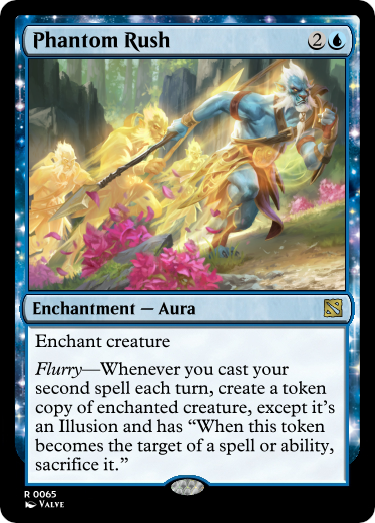 Phantom Rush 2
Enchantment — Aura
Enchant creature
Flurry—Whenever you cast your
second spell each turn, create a token
copy of enchanted creature, except it's
an Illusion and has “When this token
becomes the target of a spell or ability,
sacrifice it.”
R 0065
Valve